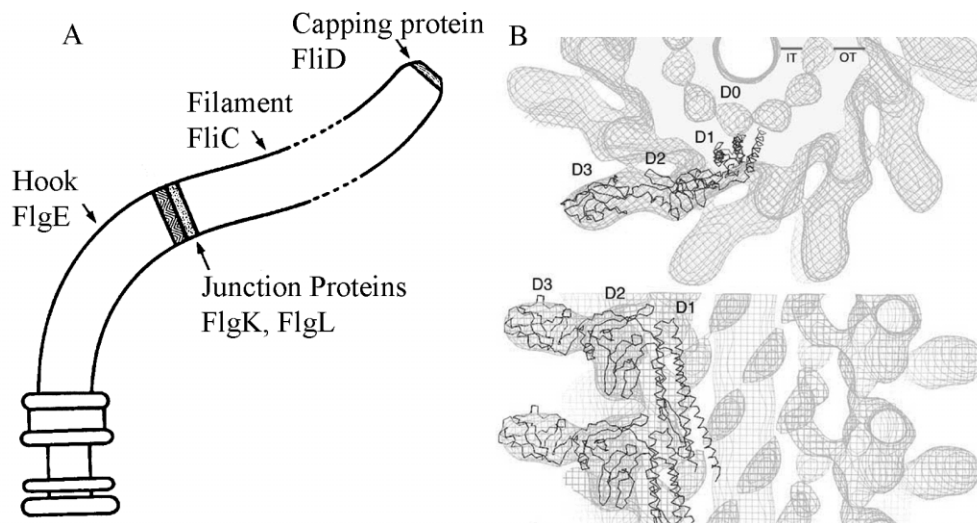 A
Capping protein
FliD
Filament
FliC
Hook
FlgE
Junction Proteins
FlgK, FlgL
B
IT
OT
D0
D1
D2
D3
D3
D2
D1